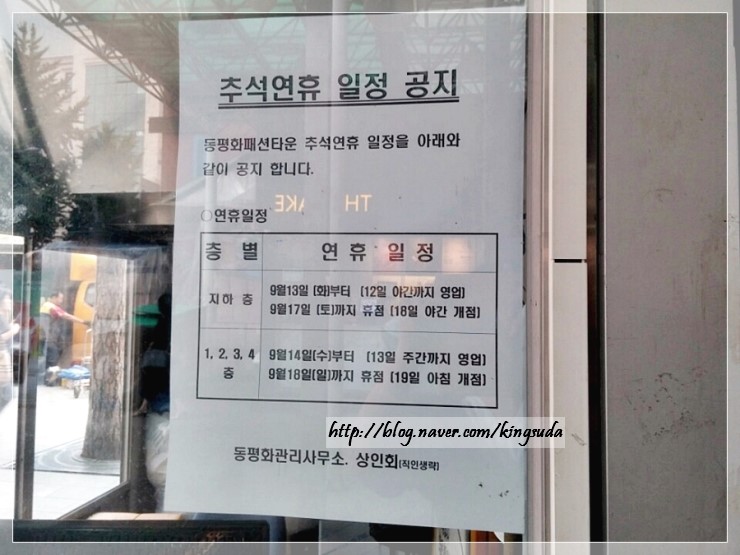 추석연휴 일정 공지
동평화패션타운 추석연휴 일정을 아래와
같이 공지 합니다.
TH AKE
○연휴일정
층 별 연 휴 일 정
지하 층
9월13일 (화)부터 (12일 야간까지 영업)
9월17일 (토)까지 휴점 (18일 야간 개점)
1, 2, 3, 4
층
9월14일(수)부터 (13일 주간까지 영업)
9월18일(일)까지 휴점 (19일 아침 개점)
http://blog.naver.com/kingsuda
동평화관리사무소. 상인회(직인생략)